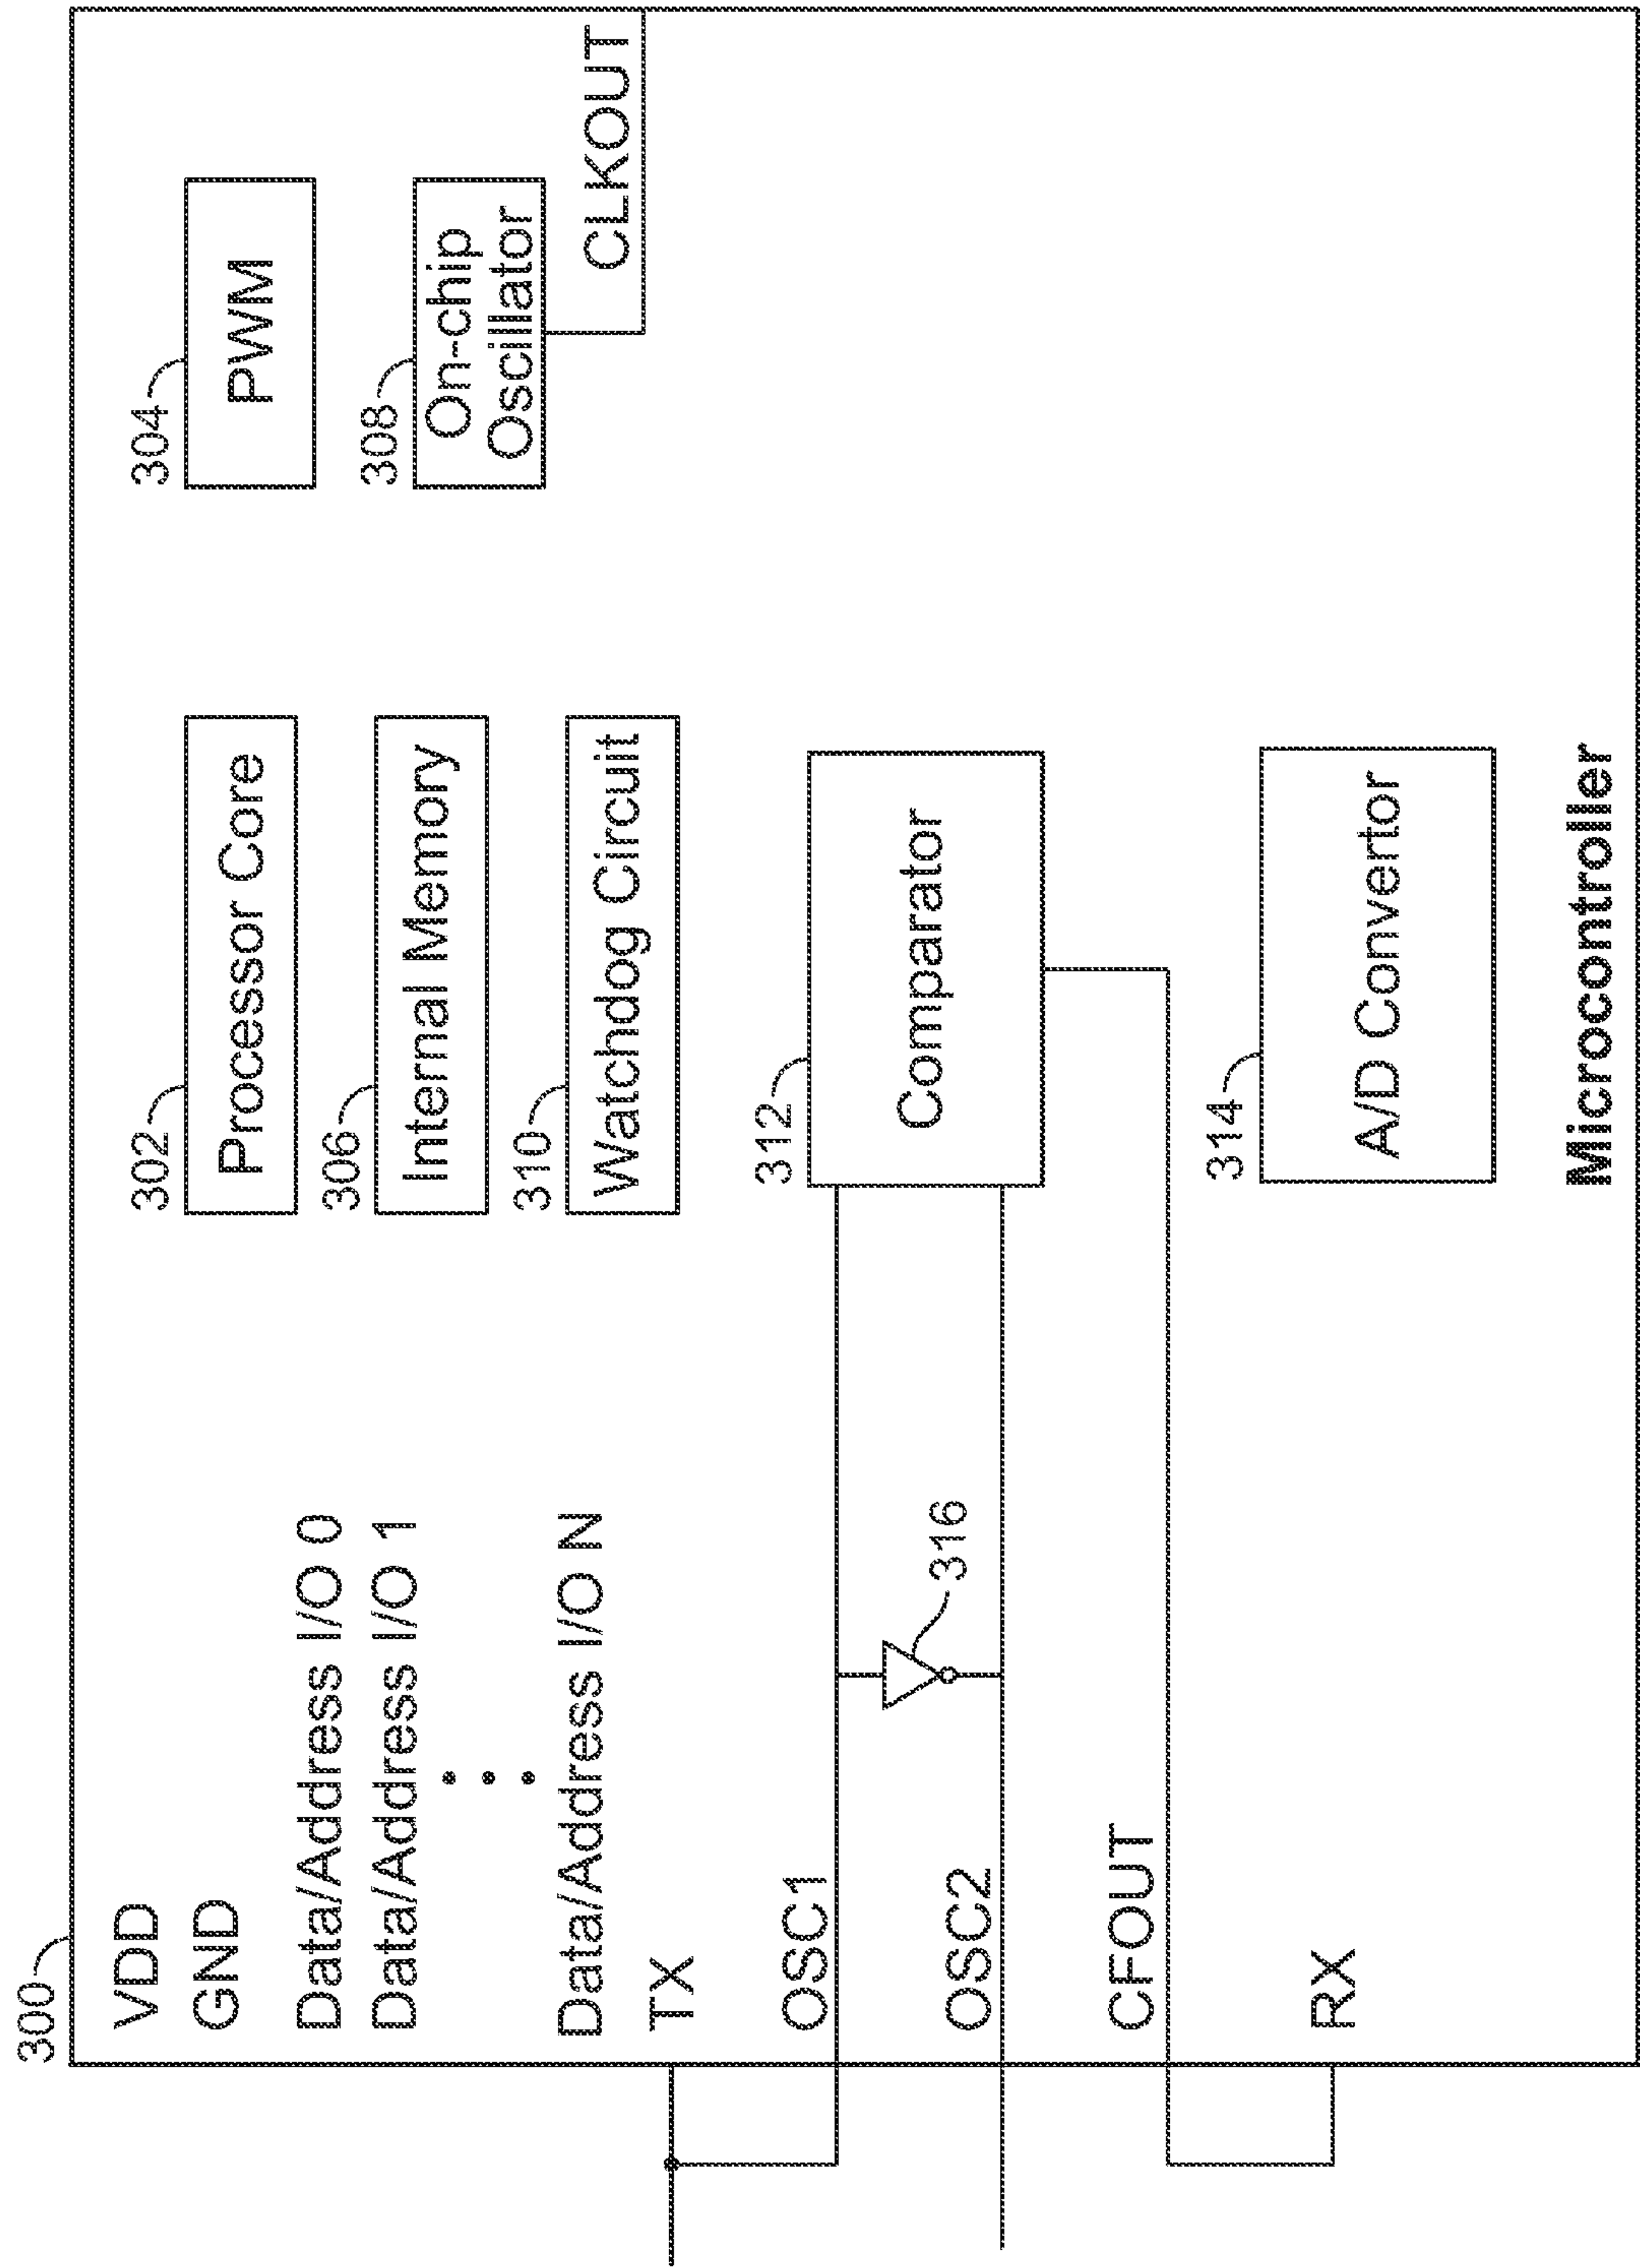 300
VDD
GND
Data/Address I/O 0
Data/Address I/O 1
Data/Address I/O N
TX
OSC1
OSC2
CFOUT
RX
316
302
Processor Core
306
Internal Memory
310
Watchdog Circuit
312
Comparator
314
A/D Convertor
Microcontroller
304
PWM
308
On-chip
Oscillator
CLKOUT